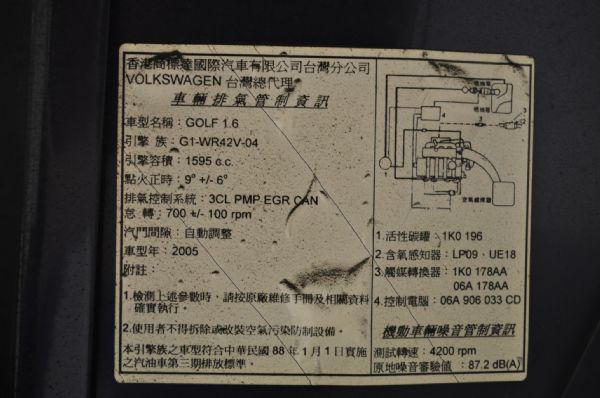 香港商標達國際汽車有限公司台灣分公司
VOLKSWAGEN 台灣總代理
車輛排氣管制資訊
車型名稱：GOLF 1.6
引擎 族：G1-WR42V-04
引擎容積：1595 c.c.
點火正時：9° +/- 6°
排氣控制系統：3CL PMP EGR CAN
怠 轉：700 +/- 100 rpm
汽門間隙：自動調整
車型年：2005
附註：
1.檢測上述參數時，請按原廠維修手冊及相關資料
確實執行。
2.使用者不得拆除或改裝空氣污染防制設備。
本引擎族之車型符合中華民國 88 年 1 月 1 日實施
之汽油車第三期排放標準。
4
3
2
1
空氣濾清器
1.活性碳罐：1K0 196
2.含氧感知器：LP09﹐UE18
3.觸媒轉換器：1K0 178AA
06A 178AA
4.控制電腦：06A 906 033 CD
機動車輛噪音管制資訊
測試轉速：4200 rpm
原地噪音審驗值：87.2 dB(A)